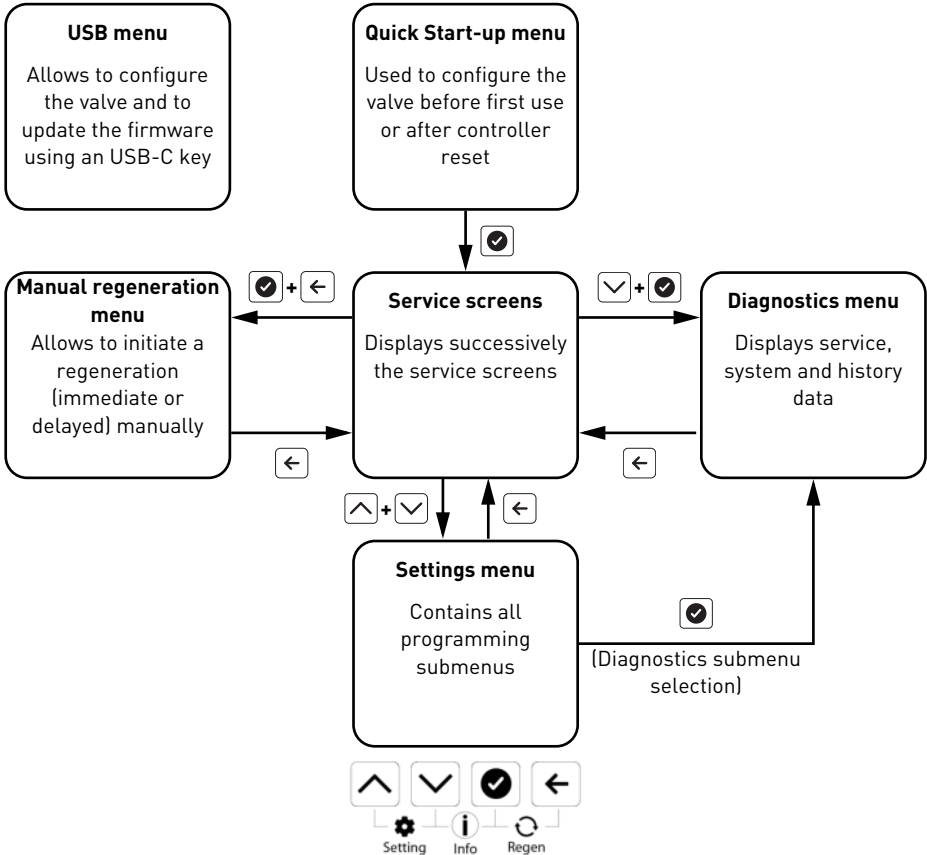 USB menu
Allows to configure
the valve and to
update the firmware
using an USB-C key
Quick Start-up menu
Used to configure the
valve before first use
or after controller
reset
Manual regeneration
menu
Allows to initiate a
regeneration
(immediate or
delayed) manually
+
Service screens
Displays successively
the service screens
+
Diagnostics menu
Displays service,
system and history
data
+
Settings menu
Contains all
programming
submenus
(Diagnostics submenu
selection)
Setting
Info
Regen